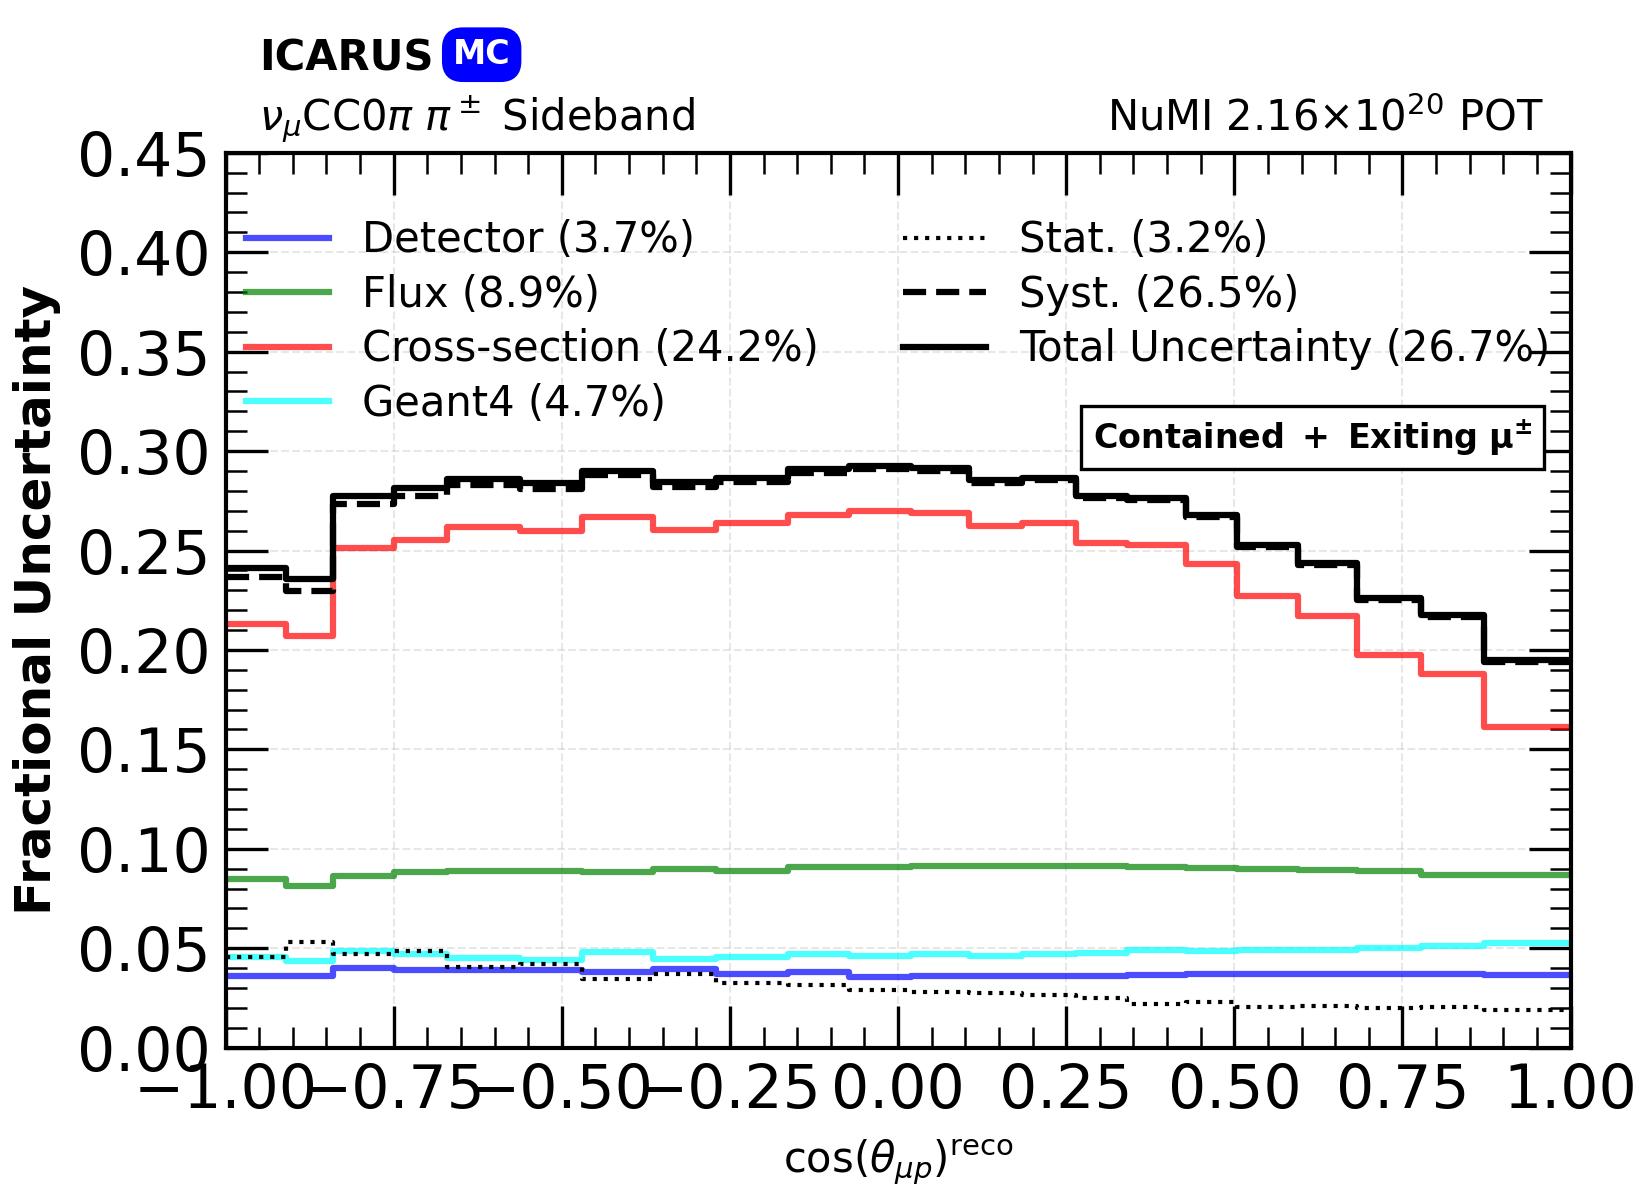 ICARUS MC
νμCC0π π± Sideband
NuMI 2.16×10²⁰ POT
0.45
0.40
0.35
0.30
0.25
0.20
0.15
0.10
0.05
0.00
Fractional Uncertainty
Detector (3.7%)
Flux (8.9%)
Cross-section (24.2%)
Geant4 (4.7%)
Stat. (3.2%)
Syst. (26.5%)
Total Uncertainty (26.7%)
Contained + Exiting μ±
−1.00 −0.75 −0.50 −0.25 0.00 0.25 0.50 0.75 1.00
cos(θμp)reco